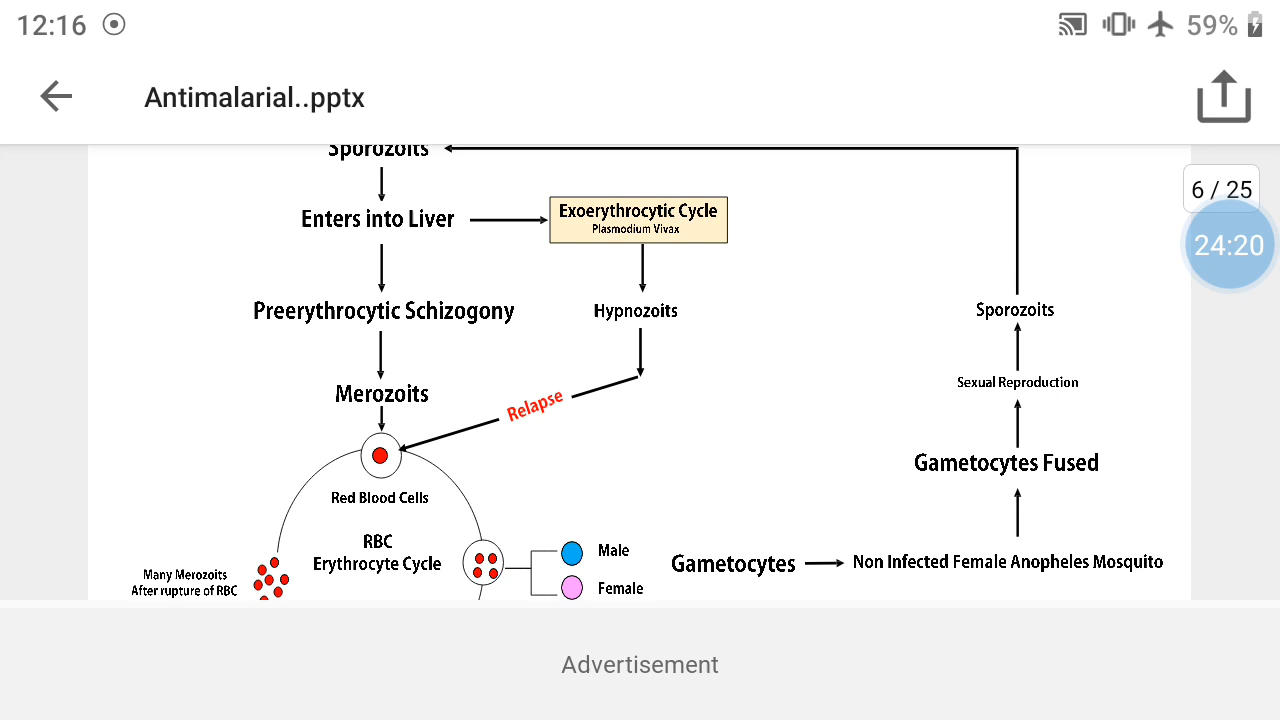 12:16
59%
Antimalarial..pptx
6 / 25
24:20
Sporozoits
Enters into Liver
Exoerythrocytic Cycle
Plasmodium Vivax
Preerythrocytic Schizogony
Hypnozoits
Sporozoits
Sexual Reproduction
Merozoits
Relapse
Gametocytes Fused
Red Blood Cells
RBC
Erythrocyte Cycle
Male
Female
Gametocytes
Non Infected Female Anopheles Mosquito
Many Merozoits
After rupture of RBC
Advertisement